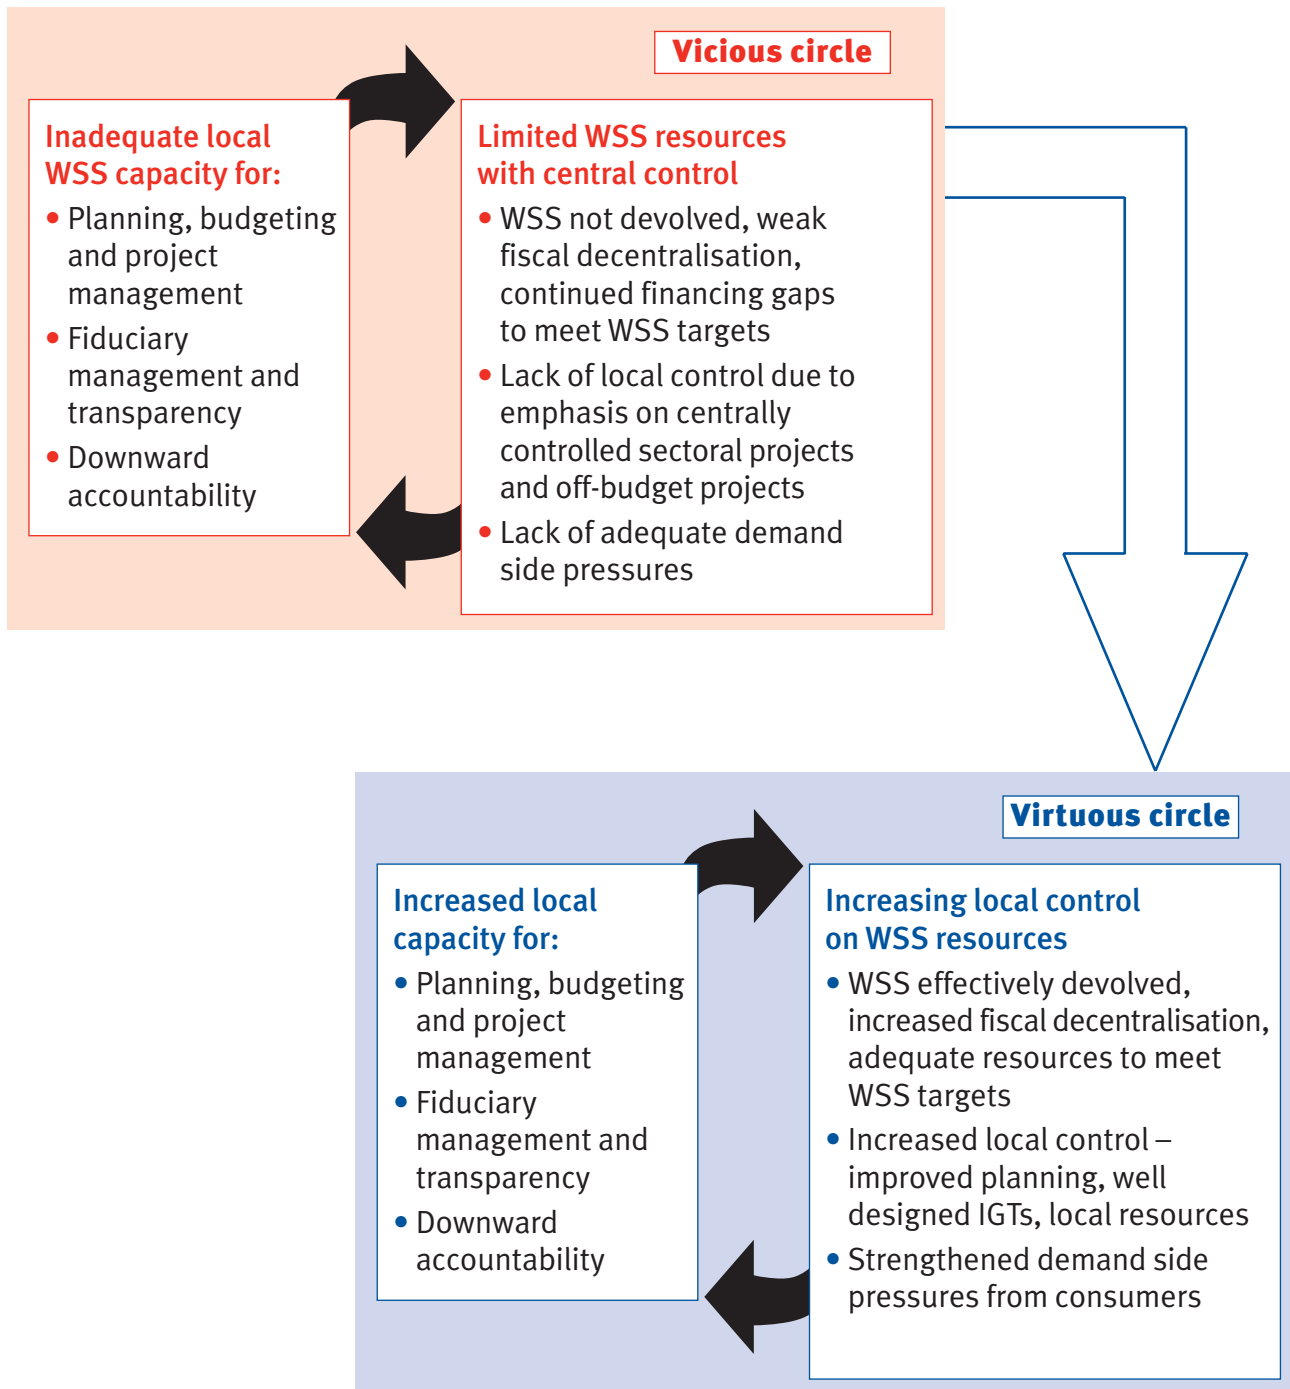 Vicious circle
Inadequate local
WSS capacity for:
• Planning, budgeting
and project
management
• Fiduciary
management and
transparency
• Downward
accountability
Limited WSS resources
with central control
• WSS not devolved, weak
fiscal decentralisation,
continued financing gaps
to meet WSS targets
• Lack of local control due to
emphasis on centrally
controlled sectoral projects
and off-budget projects
• Lack of adequate demand
side pressures
Virtuous circle
Increased local
capacity for:
• Planning, budgeting
and project
management
• Fiduciary
management and
transparency
• Downward
accountability
Increasing local control
on WSS resources
• WSS effectively devolved,
increased fiscal decentralisation,
adequate resources to meet
WSS targets
• Increased local control –
improved planning, well
designed IGTs, local resources
• Strengthened demand side
pressures from consumers